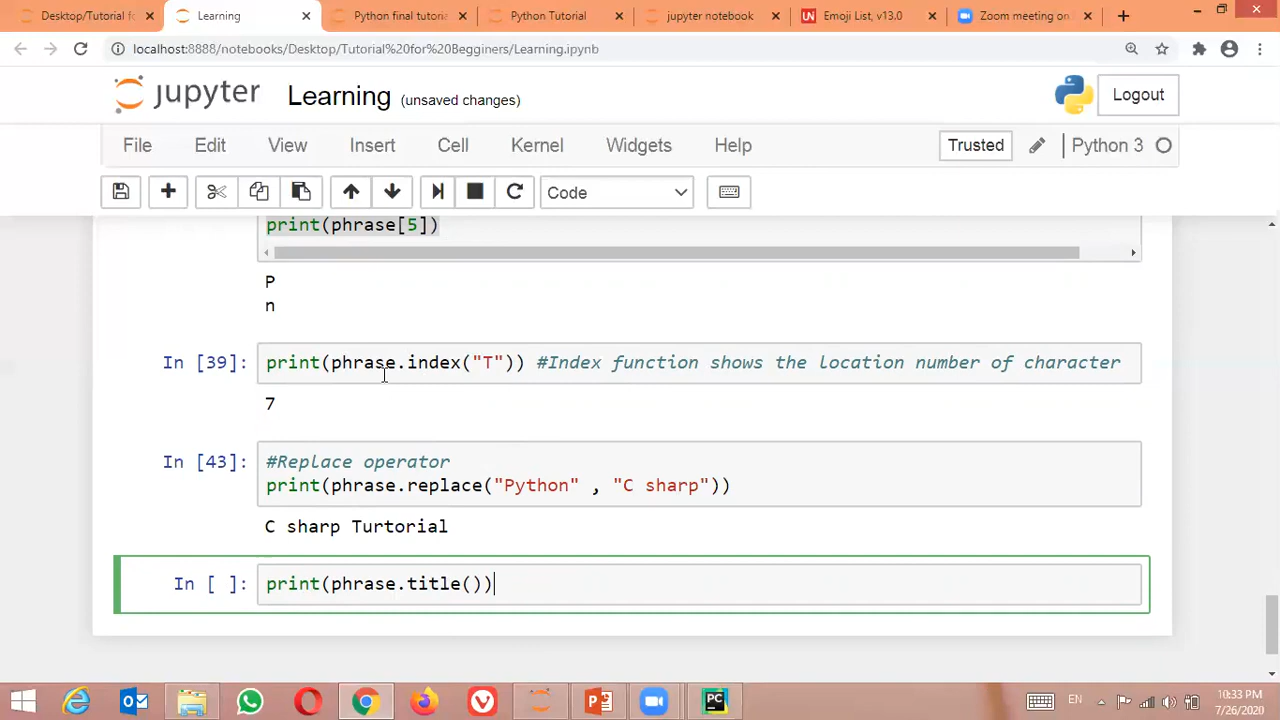 Desktop/Tutorial f
Learning
Python final tutoria
Python Tutorial
jupyter notebook
UN
Emoji List, v13.0
Zoom meeting on
localhost:8888/notebooks/Desktop/Tutorial%20for%20Begginers/Learning.ipynb
jupyter
Learning
(unsaved changes)
Logout
File
Edit
View
Insert
Cell
Kernel
Widgets
Help
Trusted
Python 3
Code
print(phrase[5])
P
n
In [39]:
print(phrase.index("T")) #Index function shows the location number of character
7
In [43]:
#Replace operator
print(phrase.replace("Python" , "C sharp"))
C sharp Turtorial
In [ ]:
print(phrase.title())
PC
EN
10:33 PM
7/26/2020